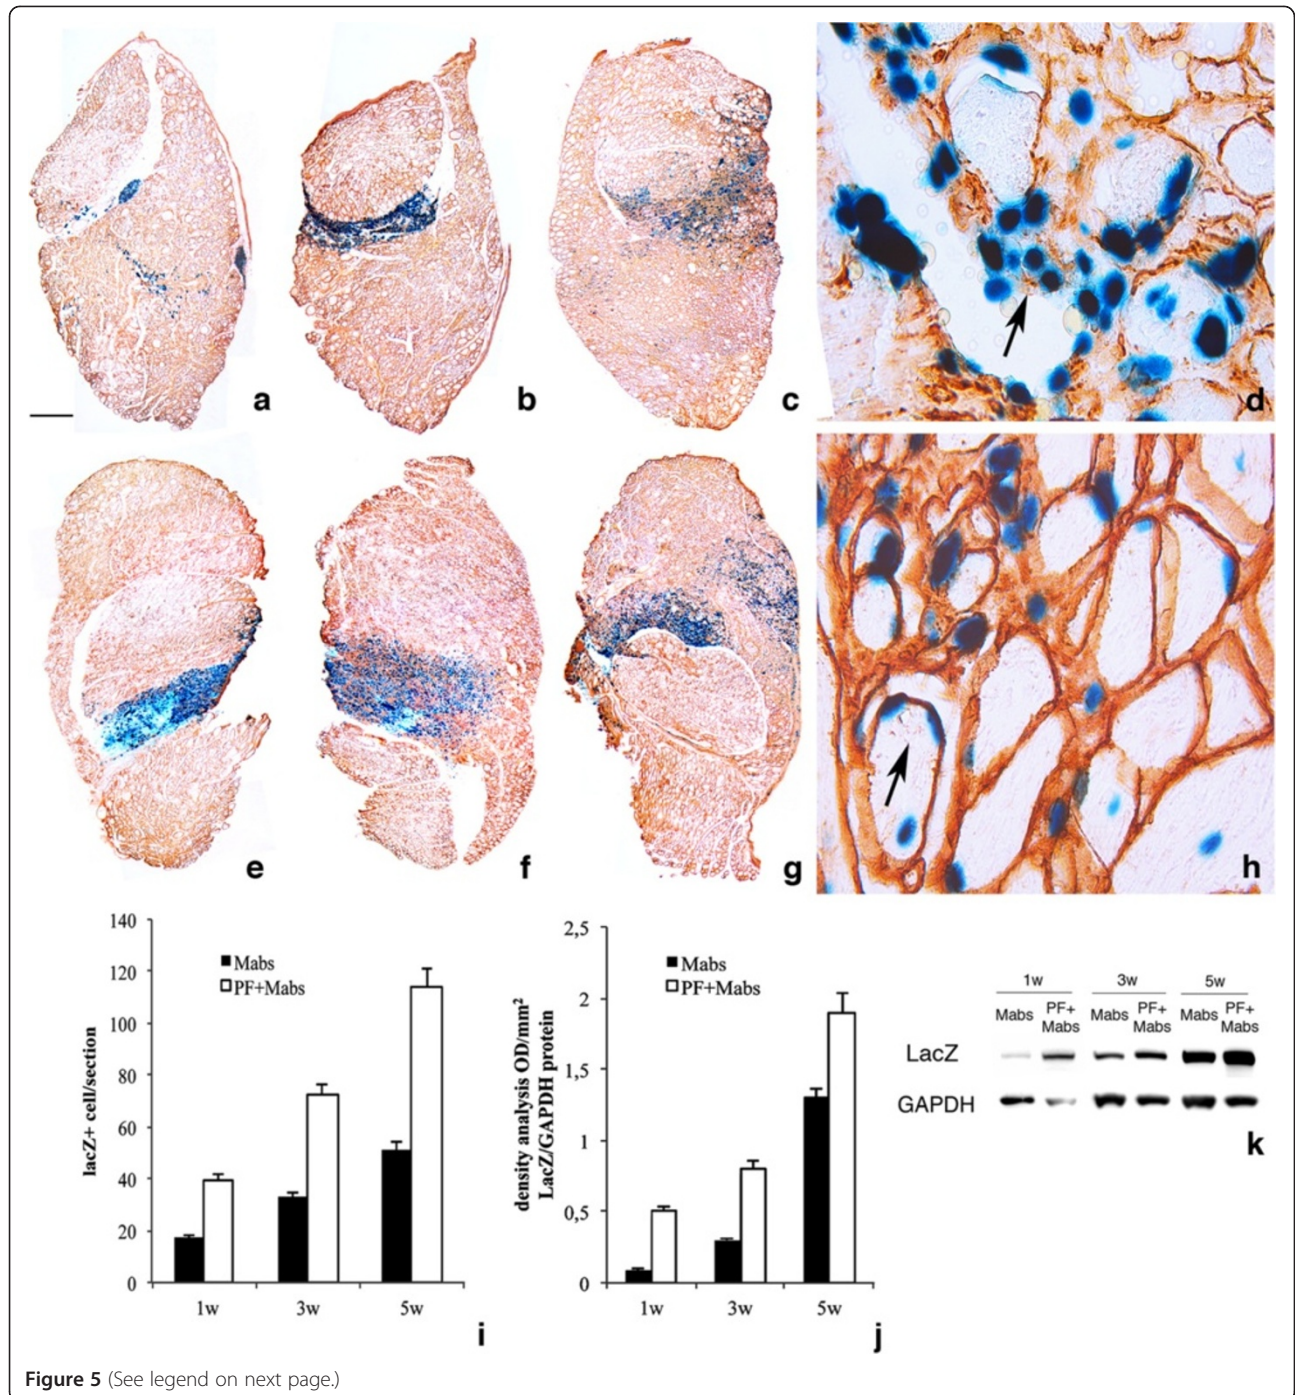 a
b
c
d
e
f
g
h
140
120
100
80
60
40
20
0
lacZ+ cell/section
Mabs
PF+Mabs
1w
3w
5w
i
2,5
2
1,5
1
0,5
0
density analysis OD/mm²
LacZ/GAPDH protein
Mabs
PF+Mabs
1w
3w
5w
j
1w 3w 5w
Mabs PF+ Mabs Mabs PF+ Mabs Mabs PF+ Mabs
LacZ
GAPDH
k
Figure 5 (See legend on next page.)